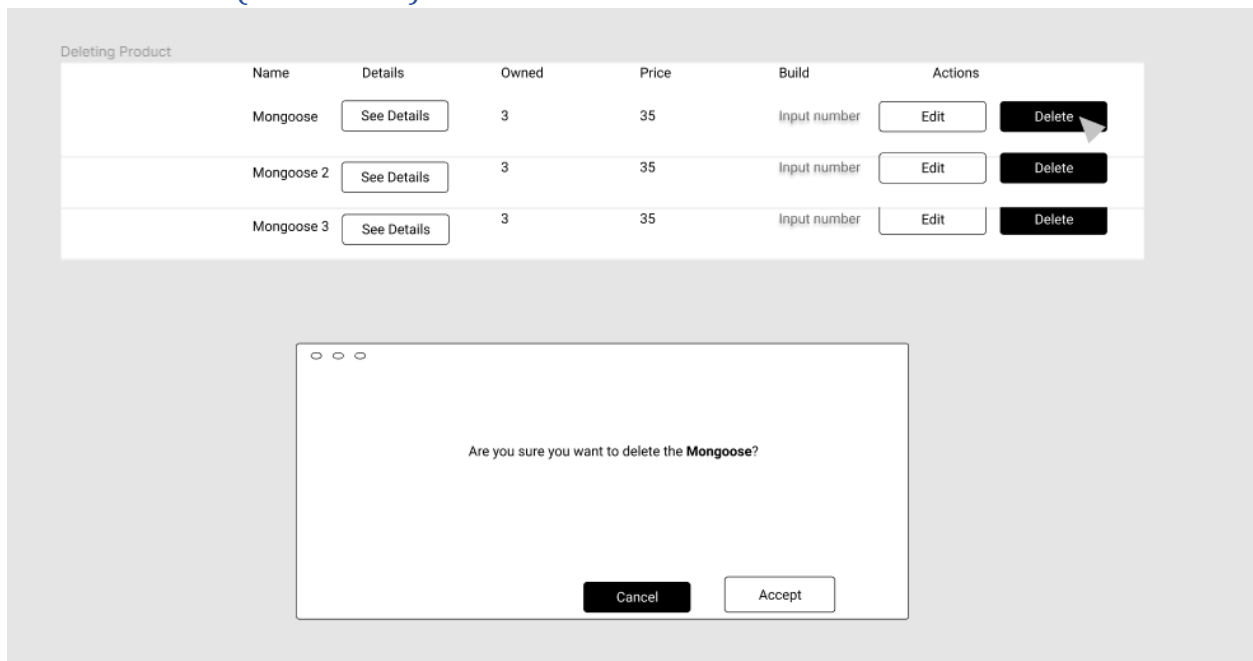 Deleting Product
Name Details Owned Price Build Actions
Mongoose See Details 3 35 Input number Edit Delete
Mongoose 2 See Details 3 35 Input number Edit Delete
Mongoose 3 See Details 3 35 Input number Edit Delete
Are you sure you want to delete the Mongoose?
Cancel Accept